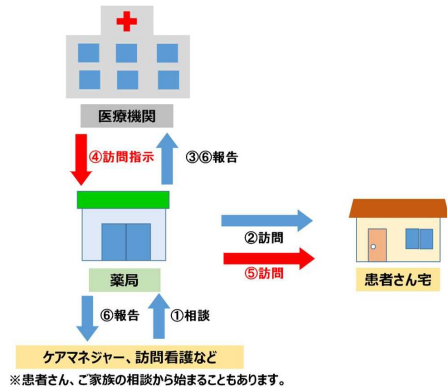 医療機関
④訪問指示
③⑥報告
②訪問
⑤訪問
薬局
患者さん宅
⑥報告
①相談
ケアマネジャー、訪問看護など
※患者さん、ご家族の相談から始まることもあります。